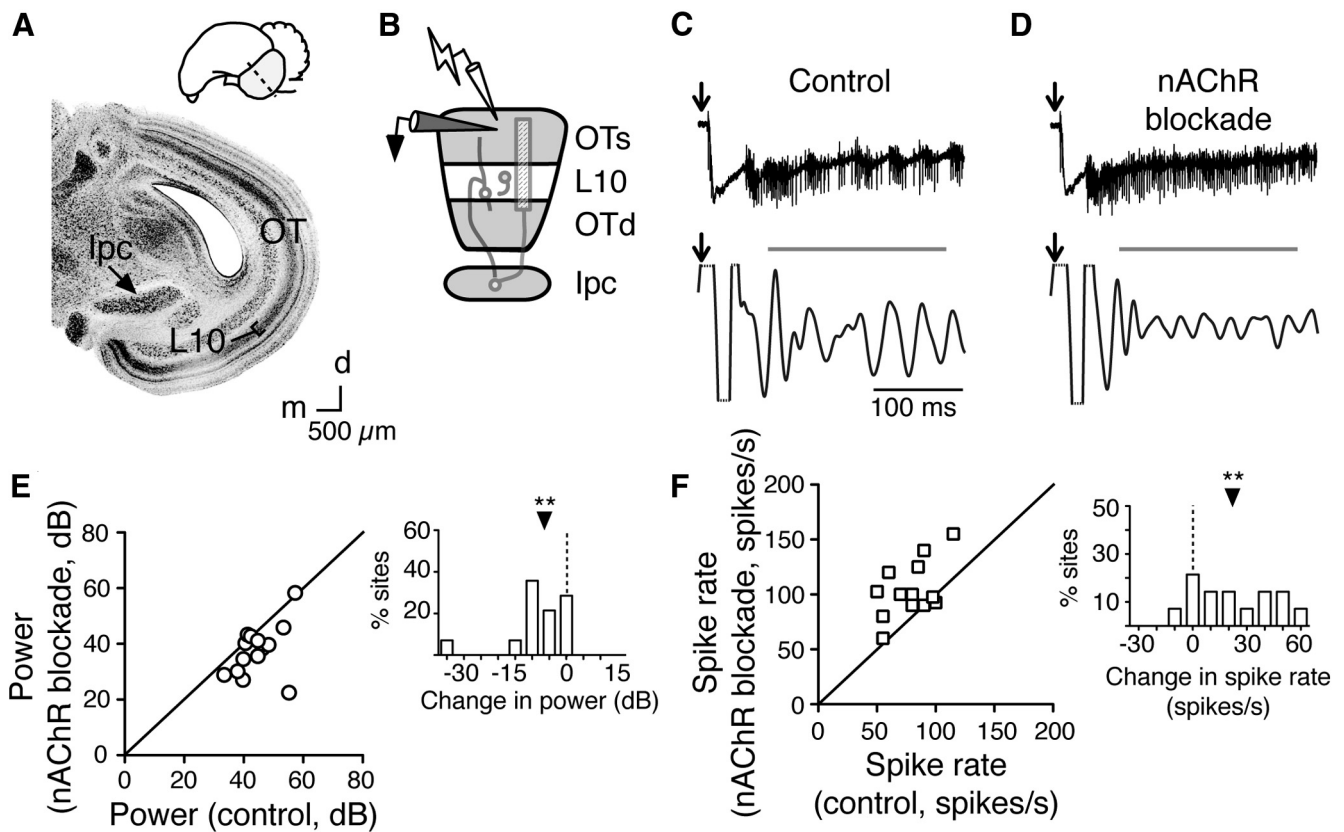 A
Ipc
OT
L10
d
m
500 µm
B
OTs
L10
OTd
Ipc
C
Control
100 ms
D
nAChR
blockade
E
Power
(nAChR blockade, dB)
80
60
40
20
0
0 20 40 60 80
Power (control, dB)
**
% sites
60
40
20
-30 -15 0 15
Change in power (dB)
F
Spike rate
(nAChR blockade, spikes/s)
200
150
100
50
0
0 50 100 150 200
Spike rate
(control, spikes/s)
**
% sites
50
30
10
-30 0 30 60
Change in spike rate
(spikes/s)